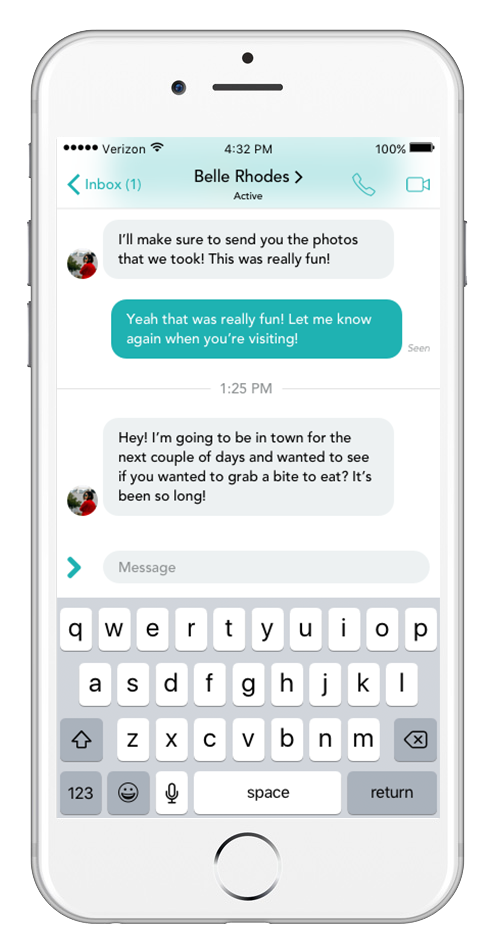 Verizon 4:32 PM 100%
Inbox (1) Belle Rhodes
Active
I'll make sure to send you the photos
that we took! This was really fun!
Yeah that was really fun! Let me know
again when you're visiting!
Seen
1:25 PM
Hey! I'm going to be in town for the
next couple of days and wanted to see
if you wanted to grab a bite to eat? It's
been so long!
Message
q w e r t y u i o p
a s d f g h j k l
z x c v b n m
123 space return